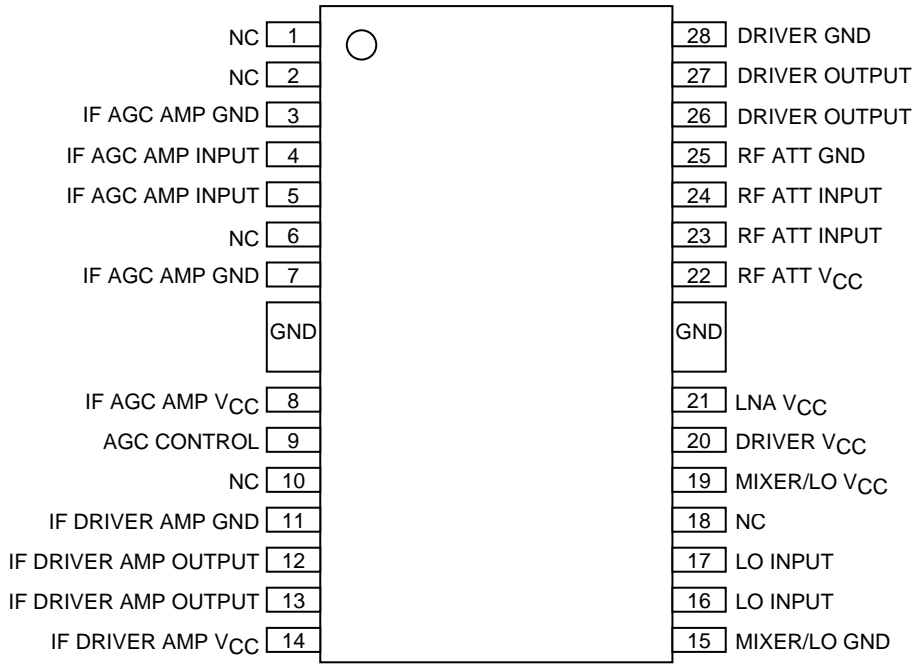 NC 1
NC 2
IF AGC AMP GND 3
IF AGC AMP INPUT 4
IF AGC AMP INPUT 5
NC 6
IF AGC AMP GND 7
GND
IF AGC AMP VCC 8
AGC CONTROL 9
NC 10
IF DRIVER AMP GND 11
IF DRIVER AMP OUTPUT 12
IF DRIVER AMP OUTPUT 13
IF DRIVER AMP VCC 14
28 DRIVER GND
27 DRIVER OUTPUT
26 DRIVER OUTPUT
25 RF ATT GND
24 RF ATT INPUT
23 RF ATT INPUT
22 RF ATT VCC
GND
21 LNA VCC
20 DRIVER VCC
19 MIXER/LO VCC
18 NC
17 LO INPUT
16 LO INPUT
15 MIXER/LO GND